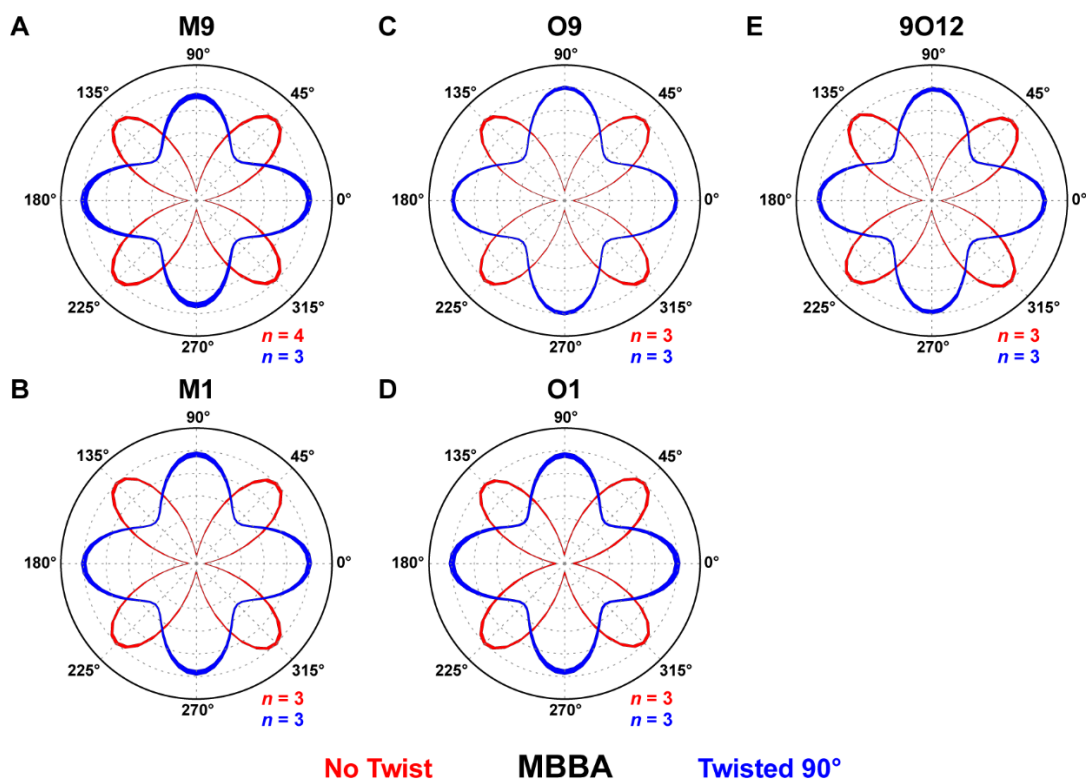 A
M9
90°
135°
45°
180°
0°
225°
315°
270°
n = 4
n = 3
C
O9
90°
135°
45°
180°
0°
225°
315°
270°
n = 3
n = 3
E
9O12
90°
135°
45°
180°
0°
225°
315°
270°
n = 3
n = 3
B
M1
90°
135°
45°
180°
0°
225°
315°
270°
n = 3
n = 3
D
O1
90°
135°
45°
180°
0°
225°
315°
270°
n = 3
n = 3
No Twist MBBA Twisted 90°